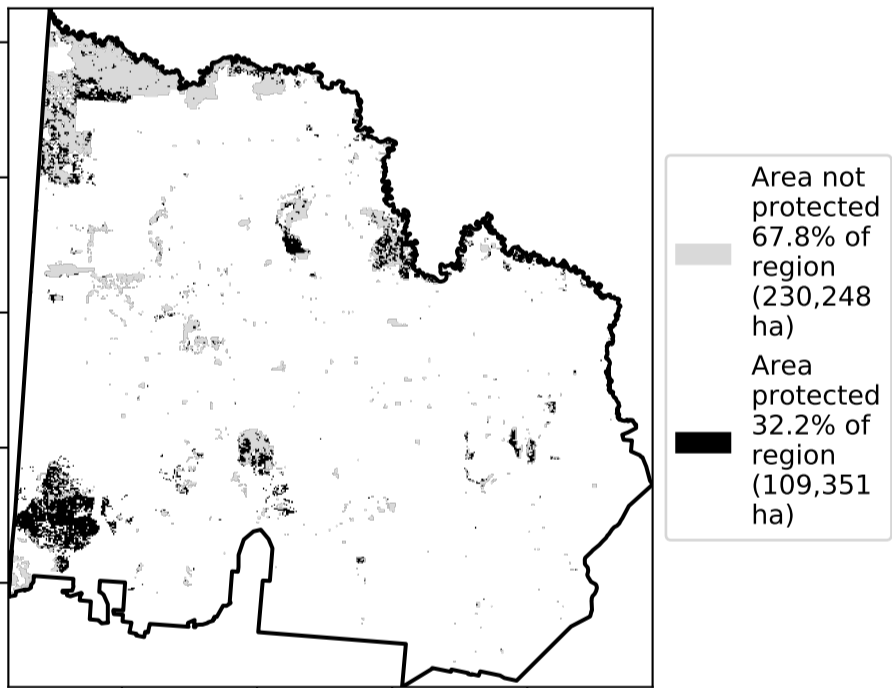 Area not
protected
67.8% of
region
(230,248
ha)
Area
protected
32.2% of
region
(109,351
ha)